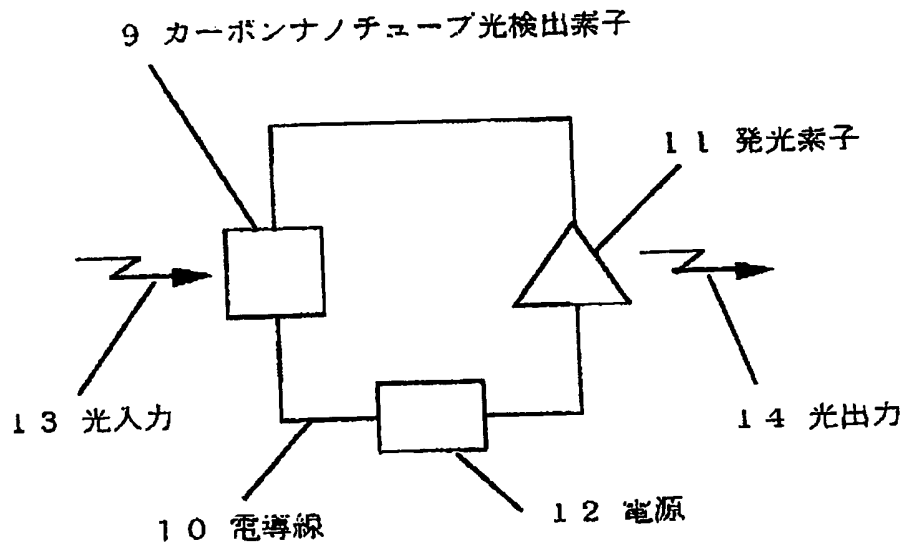 9 カーボンナノチューブ光検出素子
11 発光素子
13 光入力
14 光出力
10 電導線
12 電源